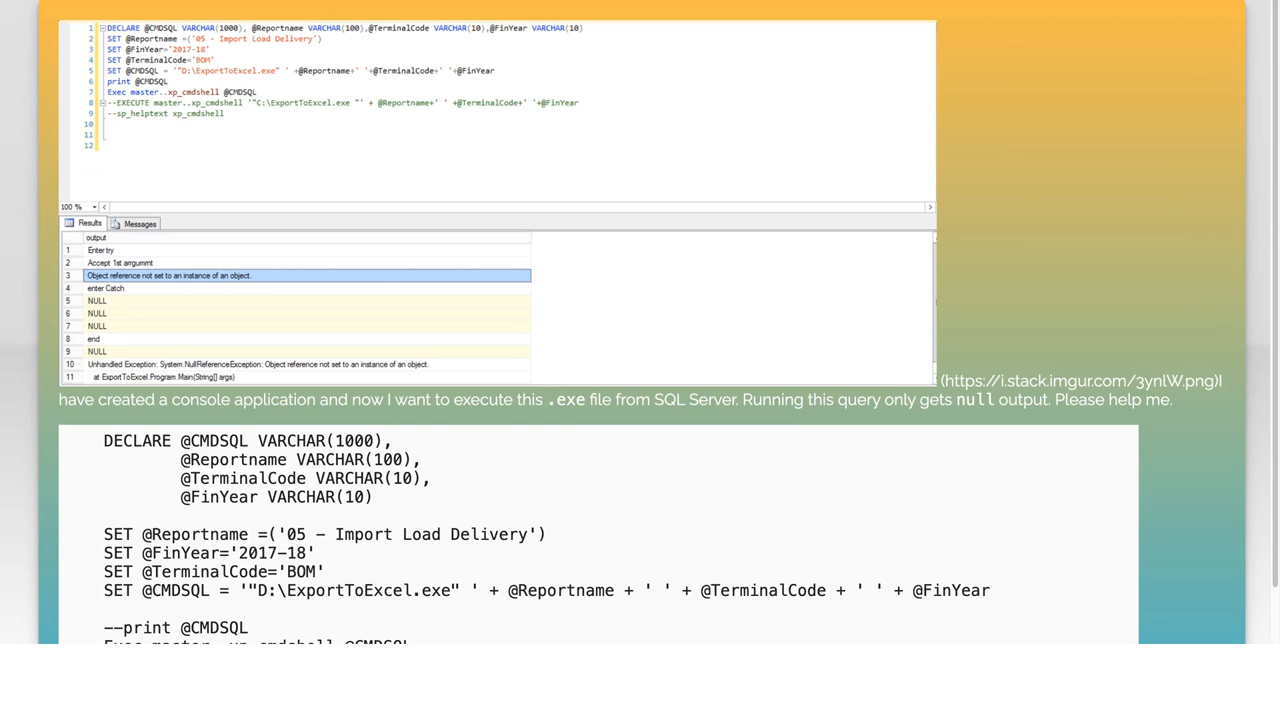 1 DECLARE @CMDSQL VARCHAR(1000), @Reportname VARCHAR(100),@TerminalCode VARCHAR(10),@FinYear VARCHAR(10)
2 SET @Reportname =('05 - Import Load Delivery')
3 SET @FinYear='2017-18'
4 SET @TerminalCode='BOM'
5 SET @CMDSQL = '"D:\ExportToExcel.exe" ' +@Reportname+' '+@TerminalCode+' '+@FinYear
6 print @CMDSQL
7 Exec master..xp_cmdshell @CMDSQL
8 --EXECUTE master..xp_cmdshell '"C:\ExportToExcel.exe "' + @Reportname+' ' +@TerminalCode+' '+@FinYear
9 --sp_helptext xp_cmdshell
10
11
12
100 %
Results Messages
output
1 Enter try
2 Accept 1st arrgummt
3 Object reference not set to an instance of an object.
4 enter Catch
5 NULL
6 NULL
7 NULL
8 end
9 NULL
10 Unhandled Exception: System.NullReferenceException: Object reference not set to an instance of an object.
11 at ExportToExcel.Program.Main(String[] args)
(https://i.stack.imgur.com/3ynlW.png)I
have created a console application and now I want to execute this .exe file from SQL Server. Running this query only gets null output. Please help me.
DECLARE @CMDSQL VARCHAR(1000),
@Reportname VARCHAR(100),
@TerminalCode VARCHAR(10),
@FinYear VARCHAR(10)
SET @Reportname =('05 - Import Load Delivery')
SET @FinYear='2017-18'
SET @TerminalCode='BOM'
SET @CMDSQL = '"D:\ExportToExcel.exe" ' + @Reportname + ' ' + @TerminalCode + ' ' + @FinYear
--print @CMDSQL
Exec master..xp_cmdshell @CMDSQL